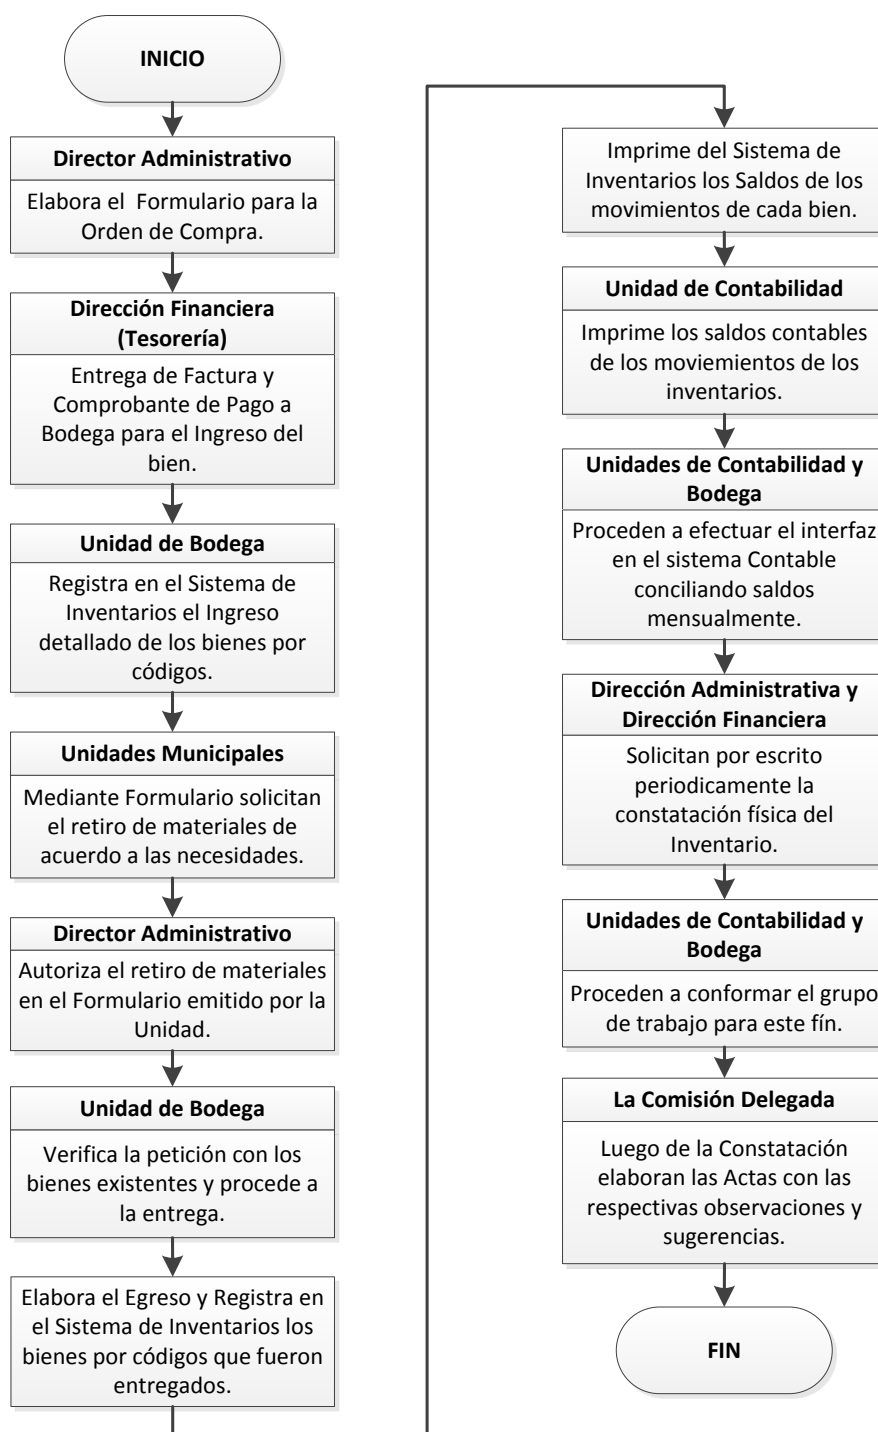 INICIO
Director Administrativo
Elabora el Formulario para la
Orden de Compra.
Dirección Financiera
(Tesorería)
Entrega de Factura y
Comprobante de Pago a
Bodega para el Ingreso del
bien.
Unidad de Bodega
Registra en el Sistema de
Inventarios el Ingreso
detallado de los bienes por
códigos.
Unidades Municipales
Mediante Formulario solicitan
el retiro de materiales de
acuerdo a las necesidades.
Director Administrativo
Autoriza el retiro de materiales
en el Formulario emitido por la
Unidad.
Unidad de Bodega
Verifica la petición con los
bienes existentes y procede a
la entrega.
Elabora el Egreso y Registra en
el Sistema de Inventarios los
bienes por códigos que fueron
entregados.
Imprime del Sistema de
Inventarios los Saldos de los
movimientos de cada bien.
Unidad de Contabilidad
Imprime los saldos contables
de los moviemientos de los
inventarios.
Unidades de Contabilidad y
Bodega
Proceden a efectuar el interfaz
en el sistema Contable
conciliando saldos
mensualmente.
Dirección Administrativa y
Dirección Financiera
Solicitan por escrito
periodicamente la
constatación física del
Inventario.
Unidades de Contabilidad y
Bodega
Proceden a conformar el grupo
de trabajo para este fín.
La Comisión Delegada
Luego de la Constatación
elaboran las Actas con las
respectivas observaciones y
sugerencias.
FIN